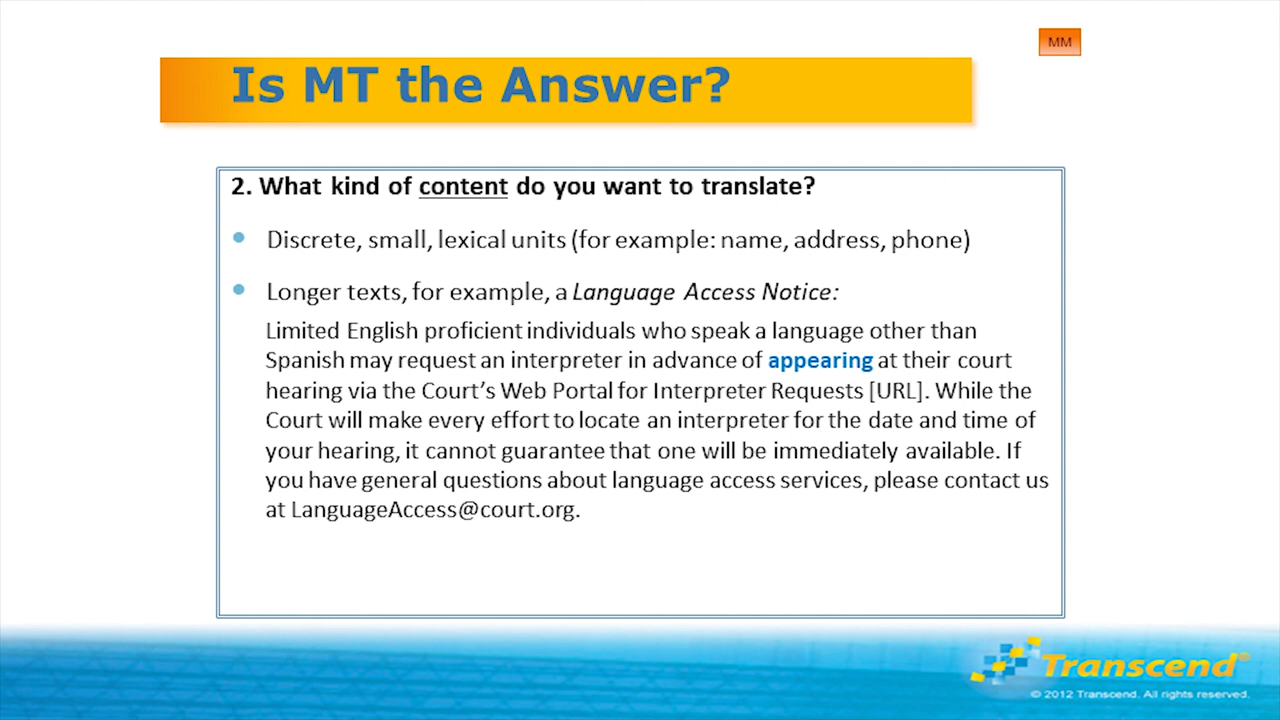 MM
Is MT the Answer?
2. What kind of content do you want to translate?
Discrete, small, lexical units (for example: name, address, phone)
Longer texts, for example, a Language Access Notice:
Limited English proficient individuals who speak a language other than
Spanish may request an interpreter in advance of appearing at their court
hearing via the Court's Web Portal for Interpreter Requests [URL]. While the
Court will make every effort to locate an interpreter for the date and time of
your hearing, it cannot guarantee that one will be immediately available. If
you have general questions about language access services, please contact us
at LanguageAccess@court.org.
Transcend®
© 2012 Transcend. All rights reserved.